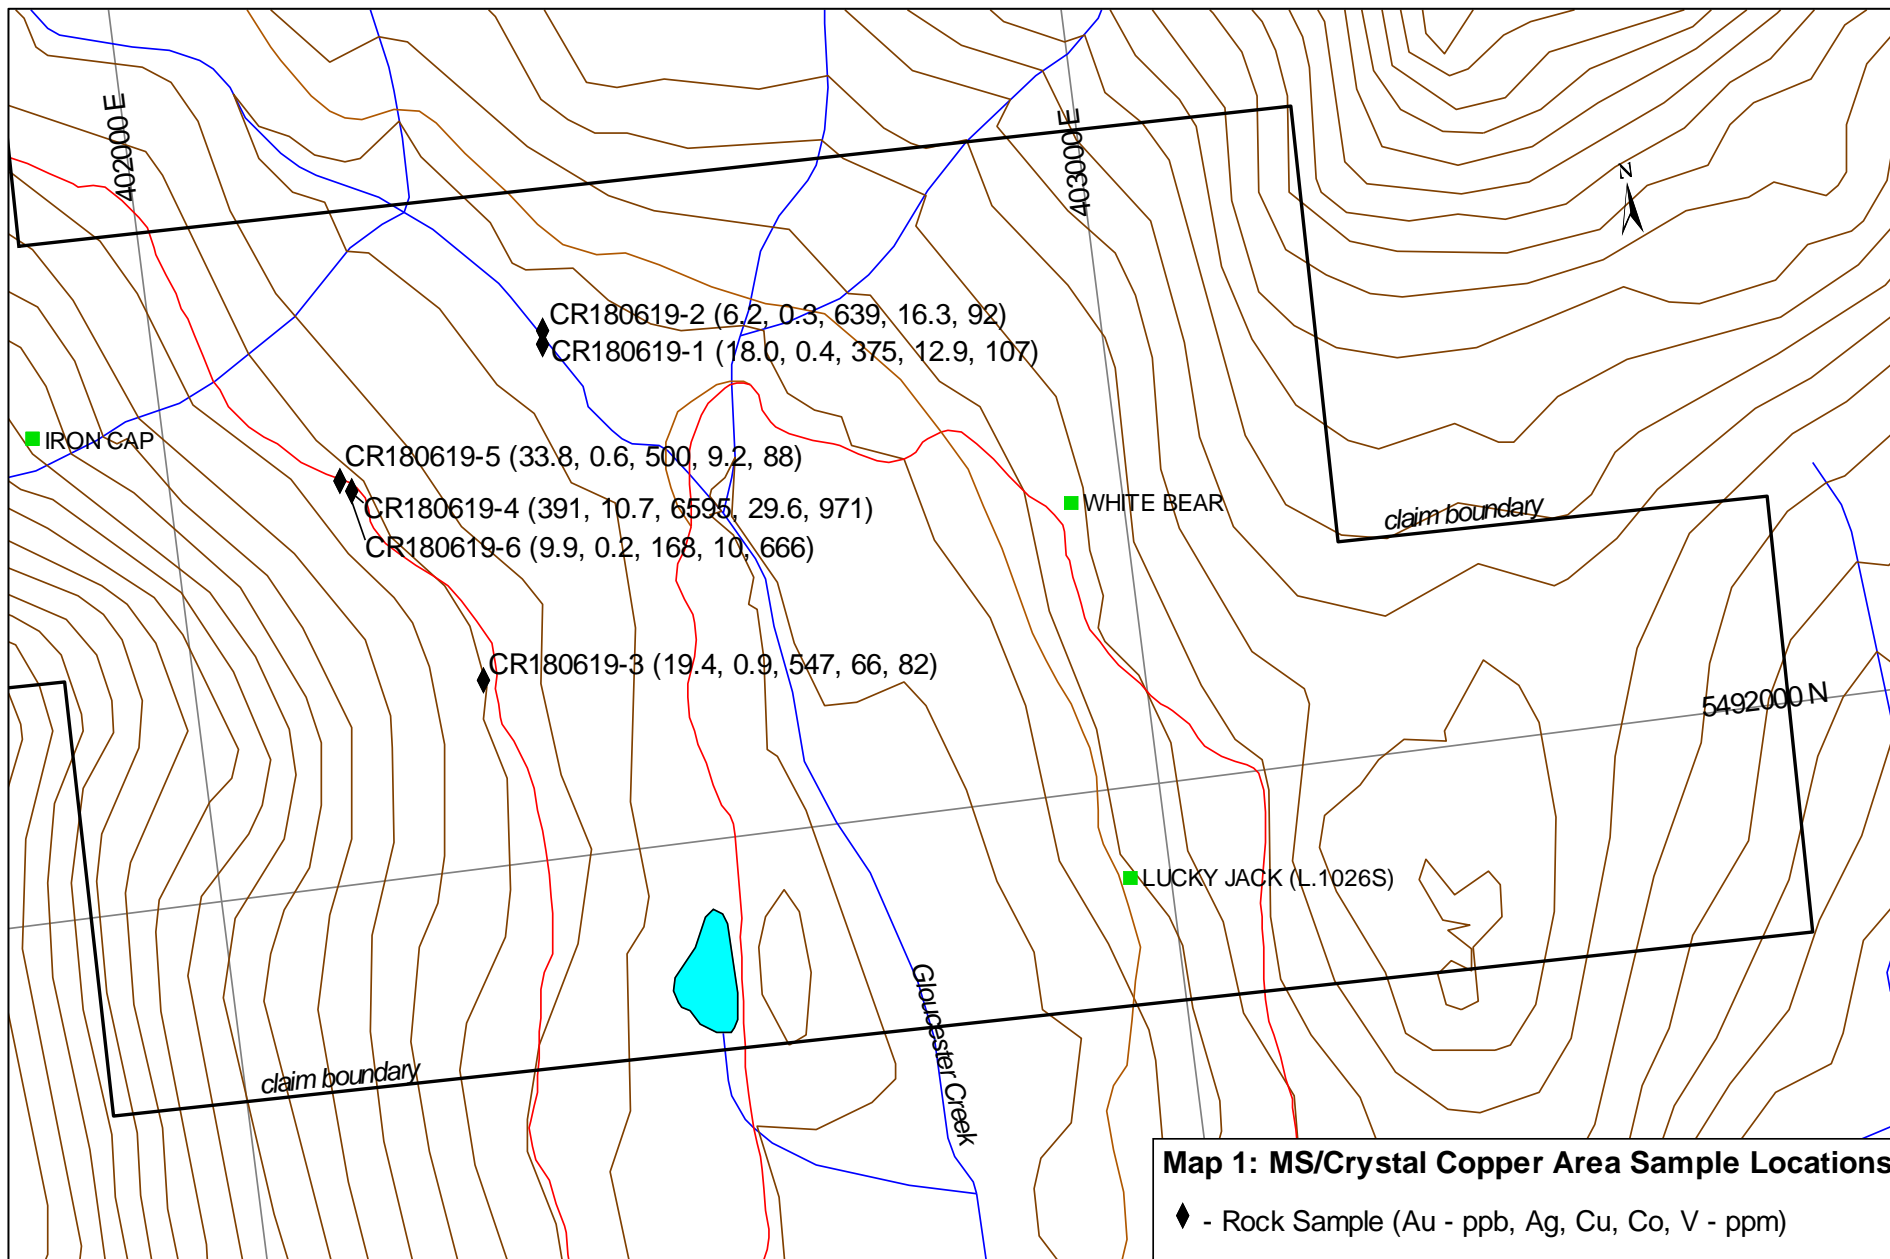 402000 E
403000 E
N
CR180619-2 (6.2, 0.3, 639, 16.3, 92)
CR180619-1 (18.0, 0.4, 375, 12.9, 107)
IRON CAP
CR180619-5 (33.8, 0.6, 500, 9.2, 88)
CR180619-4 (391, 10.7, 6595, 29.6, 971)
CR180619-6 (9.9, 0.2, 168, 10, 666)
WHITE BEAR
claim boundary
CR180619-3 (19.4, 0.9, 547, 66, 82)
5492000 N
LUCKY JACK (L.1026S)
Gloucester Creek
claim boundary
Map 1: MS/Crystal Copper Area Sample Locations
- Rock Sample (Au - ppb, Ag, Cu, Co, V - ppm)